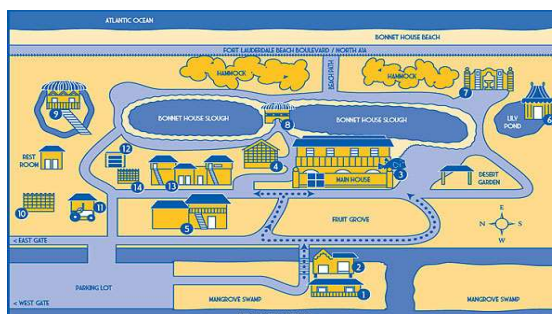 ATLANTIC OCEAN
BONNET HOUSE BEACH
FORT LAUDERDALE BEACH BOULEVARD / NORTH A1A
HAMMOCK
BEACH GATE
HAMMOCK
7
9
BONNET HOUSE SLOUGH
8
BONNET HOUSE SLOUGH
LILY
POND
6
12
REST
ROOM
4
14
13
MAIN HOUSE
3
DESERT
GARDEN
10
11
5
FRUIT GROVE
E
N
S
W
< EAST GATE
2
PARKING LOT
1
< WEST GATE
MANGROVE SWAMP
MANGROVE SWAMP